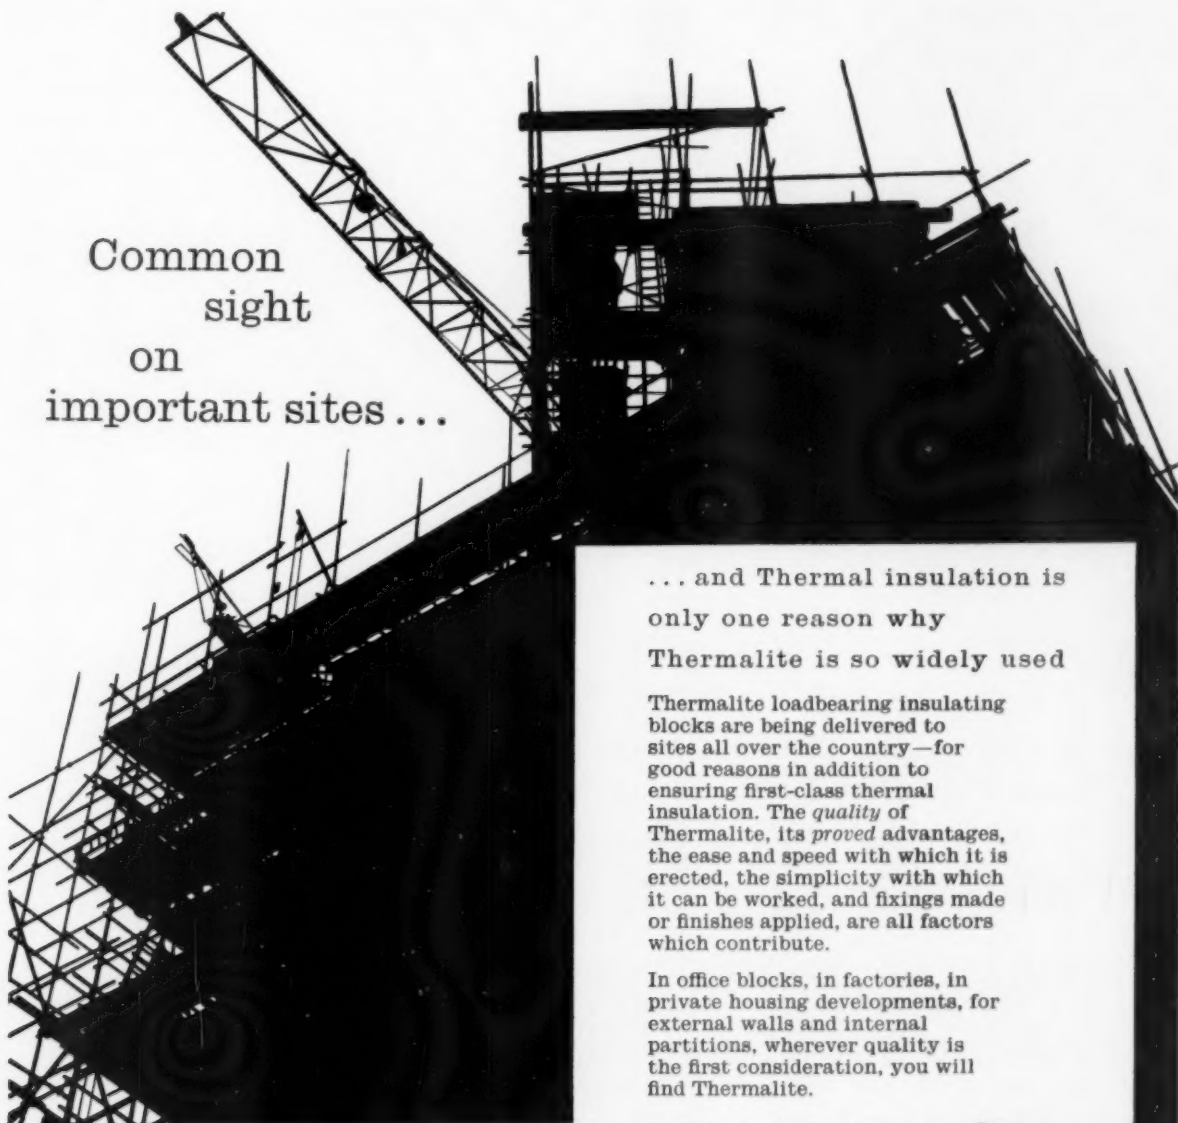 Common
sight
on
important sites...
...and Thermal insulation is
only one reason why
Thermalite is so widely used
Thermalite loadbearing insulating
blocks are being delivered to
sites all over the country—for
good reasons in addition to
ensuring first-class thermal
insulation. The quality of
Thermalite, its proved advantages,
the ease and speed with which it is
erected, the simplicity with which
it can be worked, and fixings made
or finishes applied, are all factors
which contribute.
In office blocks, in factories, in
private housing developments, for
external walls and internal
partitions, wherever quality is
the first consideration, you will
find Thermalite.